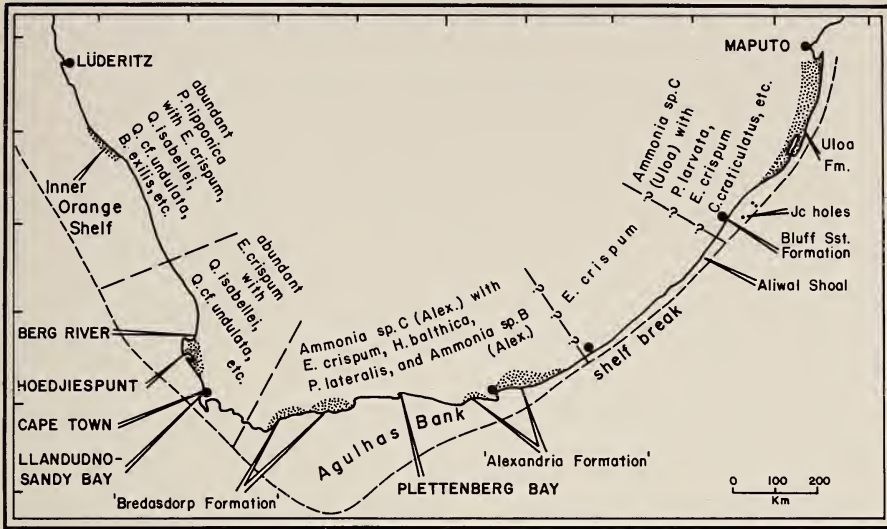 LÜDERITZ
abundant
P. nipponica
with E. crispum,
Q. isabellei,
Q. cf. undulata,
B. exilis, etc.
Inner
Orange
Shelf
abundant
E. crispum
with
Q. isabellei,
Q. cf. undulata,
etc.
BERG RIVER
HOEDJIESPUNT
CAPE TOWN
LLANDUDNO-
SANDY BAY
'Bredasdorp Formation'
Ammonia sp. C (Alex.) with
E. crispum, H. balthica,
P. lateralis, and Ammonia sp. B
(Alex.)
Agulhas Bank
PLETTENBERG BAY
'Alexandria Formation'
? ? ?
E. crispum
shelf break
? ? ? ?
Ammonia sp. C
(Uloa) with
P. larvata,
E. crispum
C. craticulatus, etc.
MAPUTO
Uloa
Fm.
Jc holes
Bluff Sst.
Formation
Aliwal Shoal
0 100 200
Km